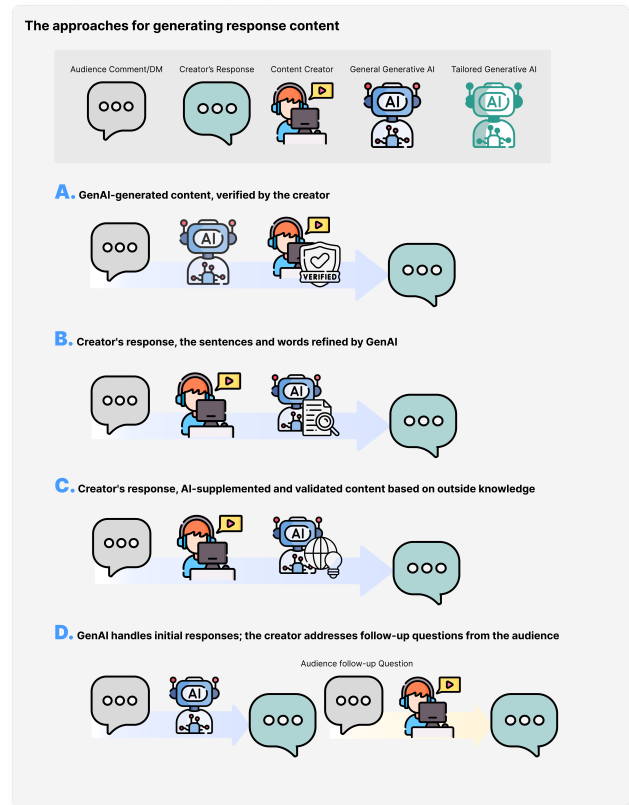 The approaches for generating response content
Audience Comment/DM
Creator's Response
Content Creator
General Generative AI
Tailored Generative AI
AI
AI
A. GenAI-generated content, verified by the creator
AI
VERIFIED
B. Creator's response, the sentences and words refined by GenAI
AI
C. Creator's response, AI-supplemented and validated content based on outside knowledge
AI
D. GenAI handles initial responses; the creator addresses follow-up questions from the audience
Audience follow-up Question
AI